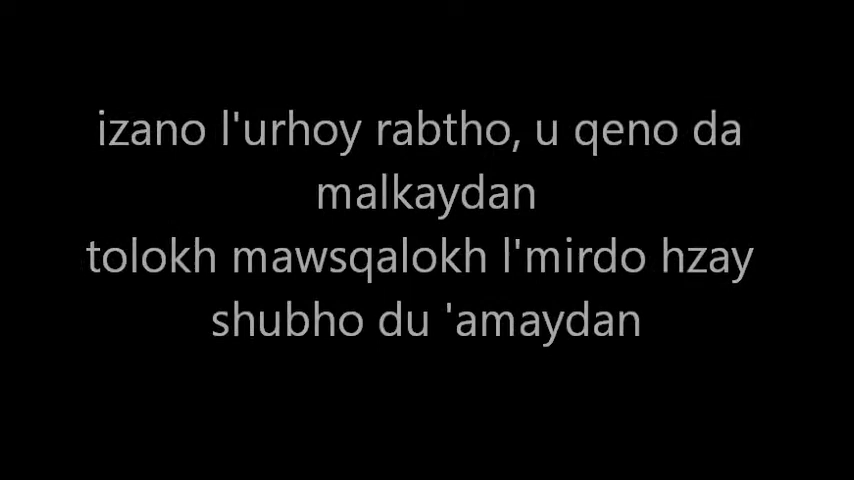 izano l'urhoy rabtho, u qeno da
malkaydan
tolokh mawsqalokh l'mirdo hzay
shubho du 'amaydan